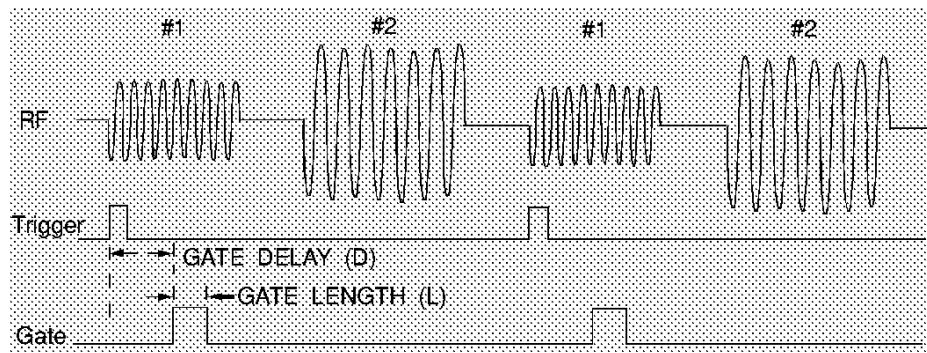 #1 #2 #1 #2
RF
Trigger
GATE DELAY (D)
GATE LENGTH (L)
Gate